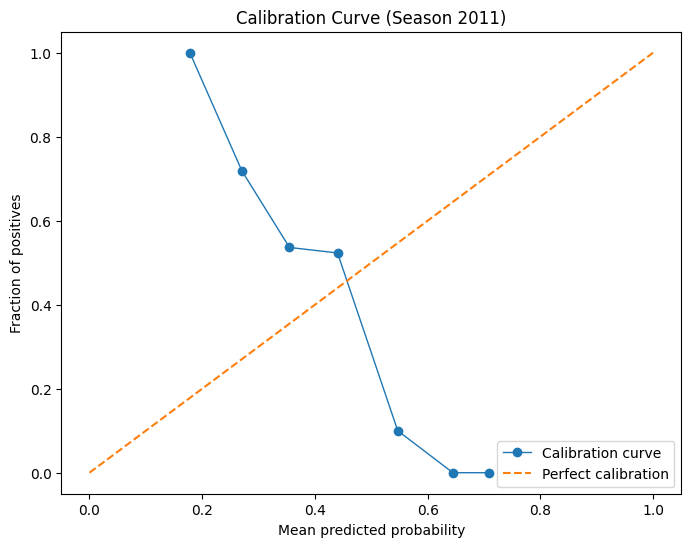 Calibration Curve (Season 2011)
Fraction of positives
1.0
0.8
0.6
0.4
0.2
0.0
Calibration curve
Perfect calibration
0.0 0.2 0.4 0.6 0.8 1.0
Mean predicted probability